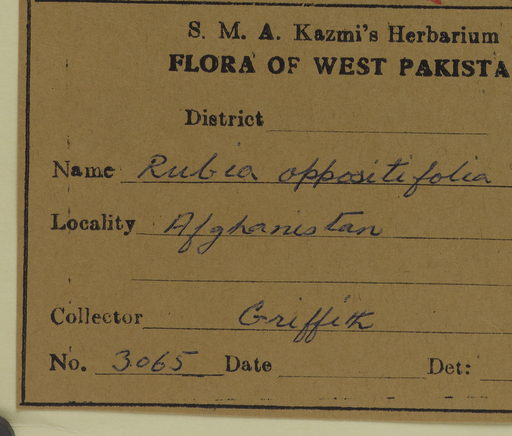 S. M. A. Kazmi's Herbarium
FLORA OF WEST PAKISTA
District
Name Rubia oppositifolia
Locality Afghanistan
Collector Griffith
No. 3065 Date Det: